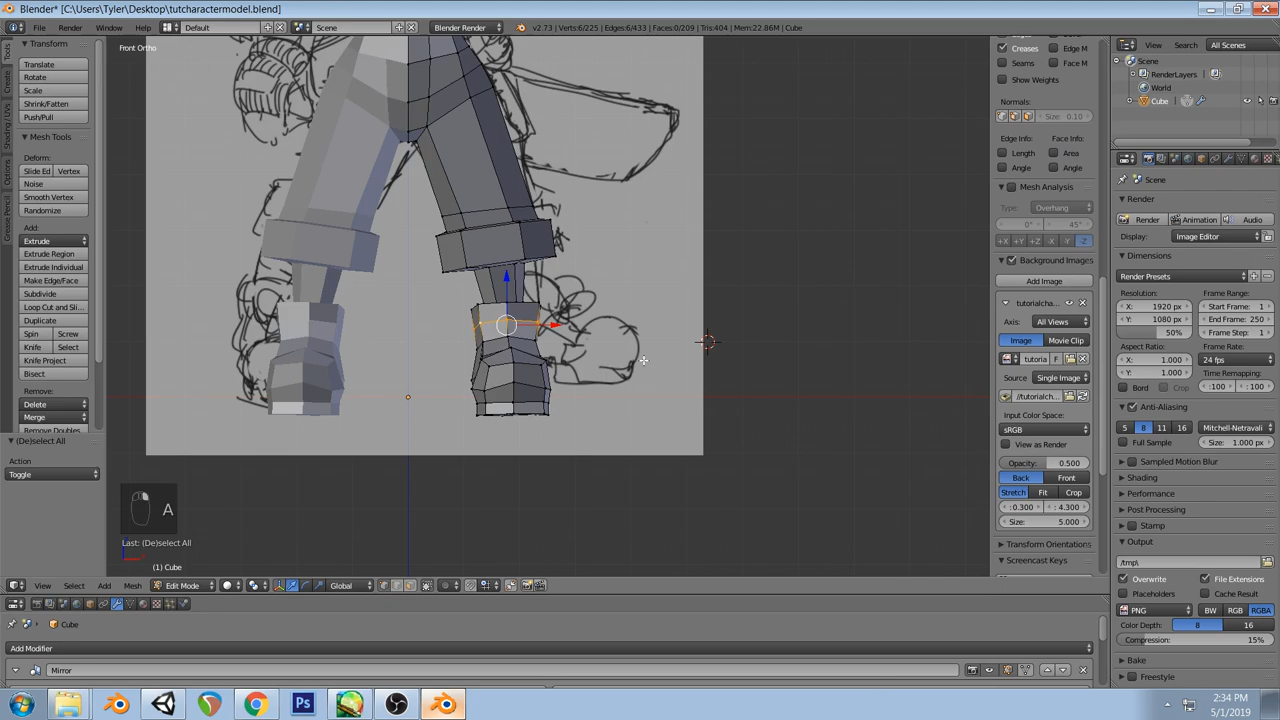 Blender* [C:\Users\Tyler\Desktop\tutcharactermodel.blend]
File Render Window Help Default Scene Blender Render v2.73 | Verts:6/225 | Edges:6/433 | Faces:0/209 | Tris:404 | Mem:22.86M | Cube
Transform
Translate
Rotate
Scale
Shrink/Fatten
Push/Pull
Mesh Tools
Deform:
Slide Ed Vertex
Noise
Smooth Vertex
Randomize
Add:
Extrude
Extrude Region
Extrude Individual
Make Edge/Face
Subdivide
Loop Cut and Sli...
Duplicate
Spin Screw
Knife Select
Knife Project
Bisect
Remove:
Delete
Merge
Remove Doubles
(De)select All
Action
Toggle
Tools
Create
Shading/UVs
Options
Grease Pencil
Front Ortho
A
Last: (De)select All
(1) Cube
View Select Add Mesh Edit Mode Global
Cube
Add Modifier
Mirror
Creases Edge M
Seams Face M
Show Weights
Normals:
Size: 0.10
Edge Info: Face Info:
Length Area
Angle Angle
Mesh Analysis
Type: Overhang
0° 45°
+X +Y +Z -X -Y -Z
Background Images
Add Image
tutorialcha
Axis: All Views
Image Movie Clip
tutoria F
Source Single Image
//tutorialch...
Input Color Space:
sRGB
View as Render
Opacity: 0.500
Back Front
Stretch Fit Crop
: 0.300 : 4.300
Size: 5.000
Transform Orientations
Screencast Keys
View Search All Scenes
Scene
RenderLayers
World
Cube
Scene
Render
Render Animation Audio
Display: Image Editor
Dimensions
Render Presets
Resolution: Frame Range:
X: 1920 px Start Frame: 1
Y: 1080 px End Frame: 250
50% Frame Step: 1
Aspect Ratio: Frame Rate:
X: 1.000 24 fps
Y: 1.000 Time Remapping:
Bord Crop :100 :100
Anti-Aliasing
5 8 11 16 Mitchell-Netravali
Full Sample Size: 1.000 px
Sampled Motion Blur
Shading
Performance
Post Processing
Stamp
Output
/tmp\
Overwrite File Extensions
Placeholders Cache Result
PNG BW RGB RGBA
Color Depth: 8 16
Compression: 15%
Bake
Freestyle
Ps
2:34 PM
5/1/2019